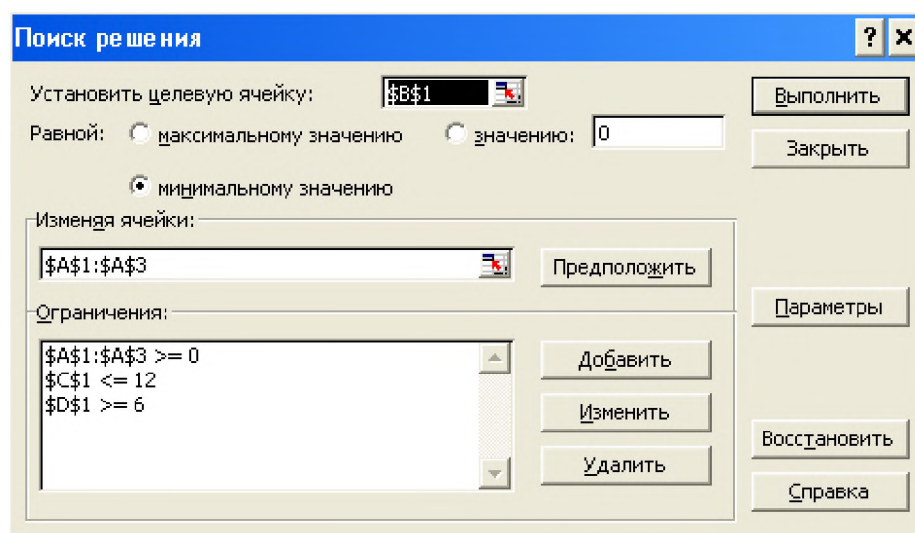 Поиск решения
Установить целевую ячейку: $B$1
Выполнить
Равной: максимальному значению значению: 0
Закрыть
минимальному значению
Изменяя ячейки:
$A$1:$A$3
Предположить
Ограничения:
Параметры
$A$1:$A$3 >= 0
$C$1 <= 12
$D$1 >= 6
Добавить
Изменить
Удалить
Восстановить
Справка